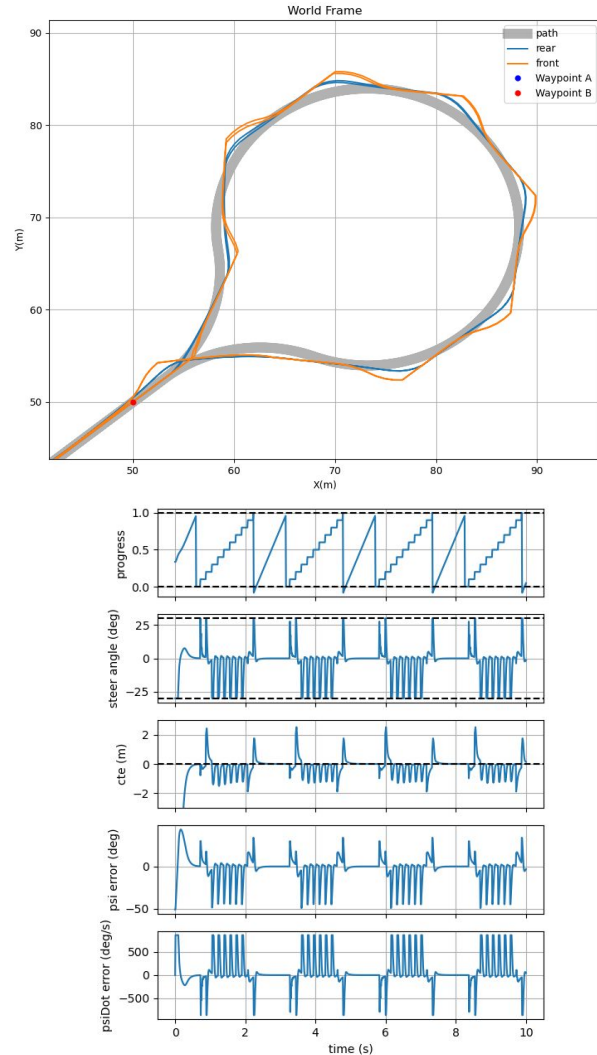 World Frame
90
80
70
60
50
Y(m)
path
rear
front
Waypoint A
Waypoint B
50
60
70
80
90
X(m)
1.0
0.5
0.0
progress
25
0
−25
steer angle (deg)
2
0
−2
cte (m)
0
−50
psi error (deg)
500
0
−500
psiDot error (deg/s)
0
2
4
6
8
10
time (s)